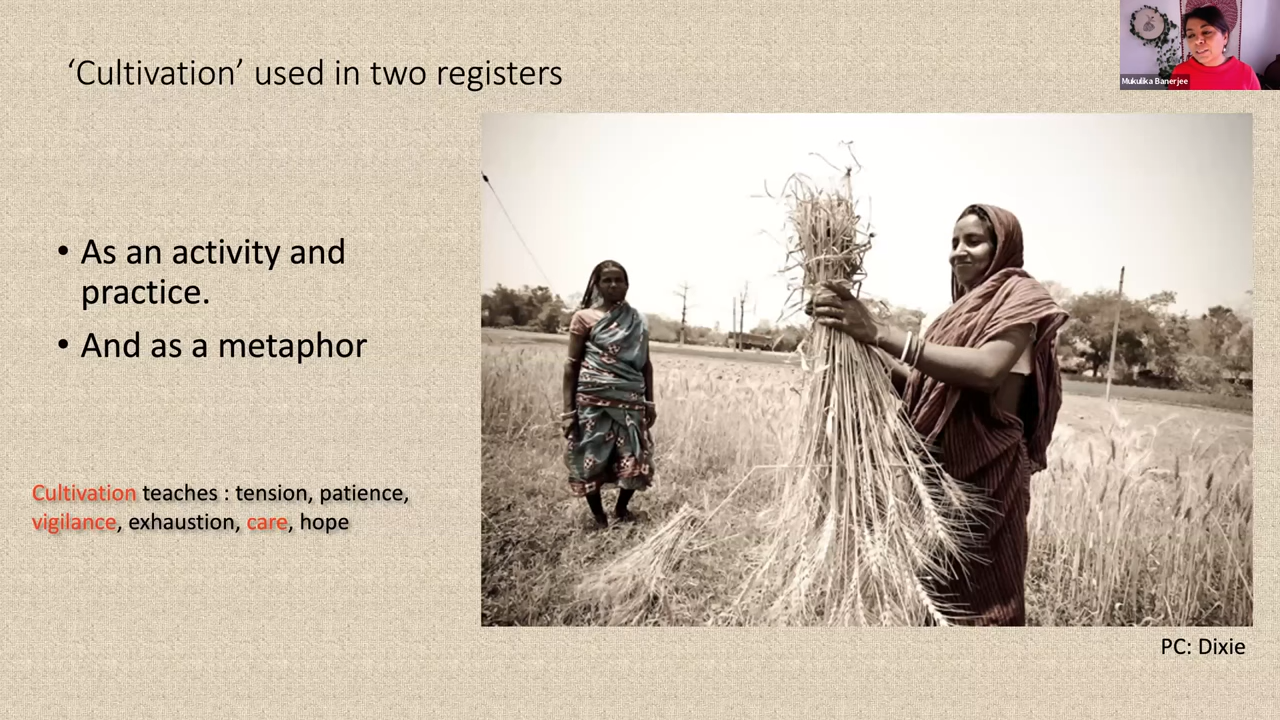 ‘Cultivation’ used in two registers
Mukulika Banerjee
• As an activity and
practice.
• And as a metaphor
Cultivation teaches : tension, patience,
vigilance, exhaustion, care, hope
PC: Dixie